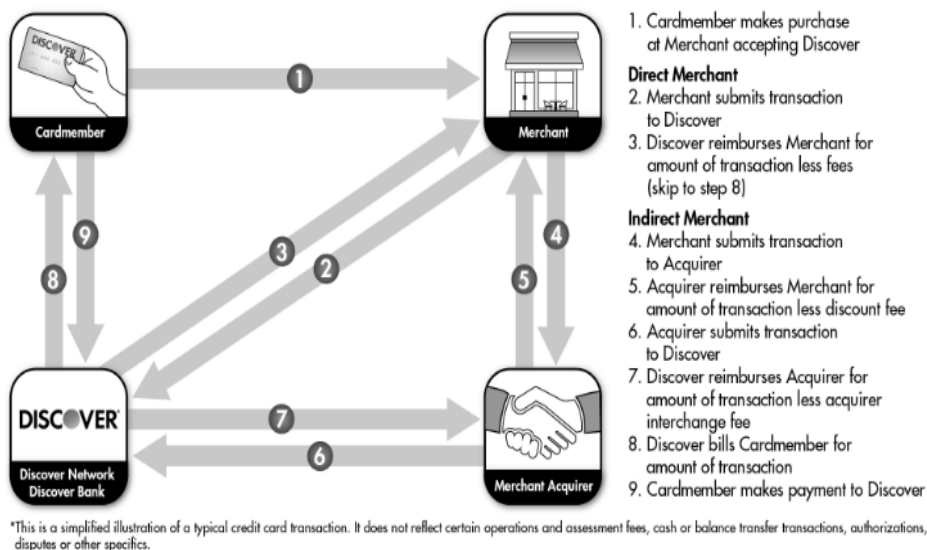 DISCOVER
Cardmember
Merchant
1
9
8
3
2
5
4
7
6
DISCOVER
Discover Network
Discover Bank
Merchant Acquirer
1. Cardmember makes purchase
at Merchant accepting Discover
Direct Merchant
2. Merchant submits transaction
to Discover
3. Discover reimburses Merchant for
amount of transaction less fees
(skip to step 8)
Indirect Merchant
4. Merchant submits transaction
to Acquirer
5. Acquirer reimburses Merchant for
amount of transaction less discount fee
6. Acquirer submits transaction
to Discover
7. Discover reimburses Acquirer for
amount of transaction less acquirer
interchange fee
8. Discover bills Cardmember for
amount of transaction
9. Cardmember makes payment to Discover
*This is a simplified illustration of a typical credit card transaction. It does not reflect certain operations and assessment fees, cash or balance transfer transactions, authorizations,
disputes or other specifics.